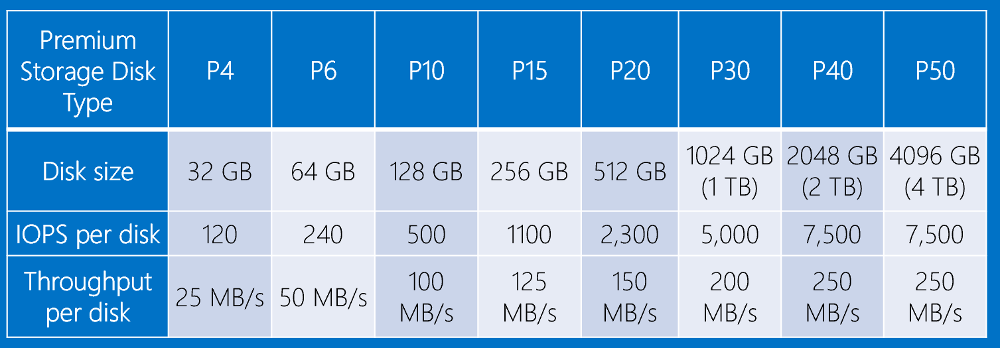 Premium
Storage Disk
Type
P4
P6
P10
P15
P20
P30
P40
P50
Disk size
32 GB
64 GB
128 GB
256 GB
512 GB
1024 GB
(1 TB)
2048 GB
(2 TB)
4096 GB
(4 TB)
IOPS per disk
120
240
500
1100
2,300
5,000
7,500
7,500
Throughput
per disk
25 MB/s
50 MB/s
100
MB/s
125
MB/s
150
MB/s
200
MB/s
250
MB/s
250
MB/s